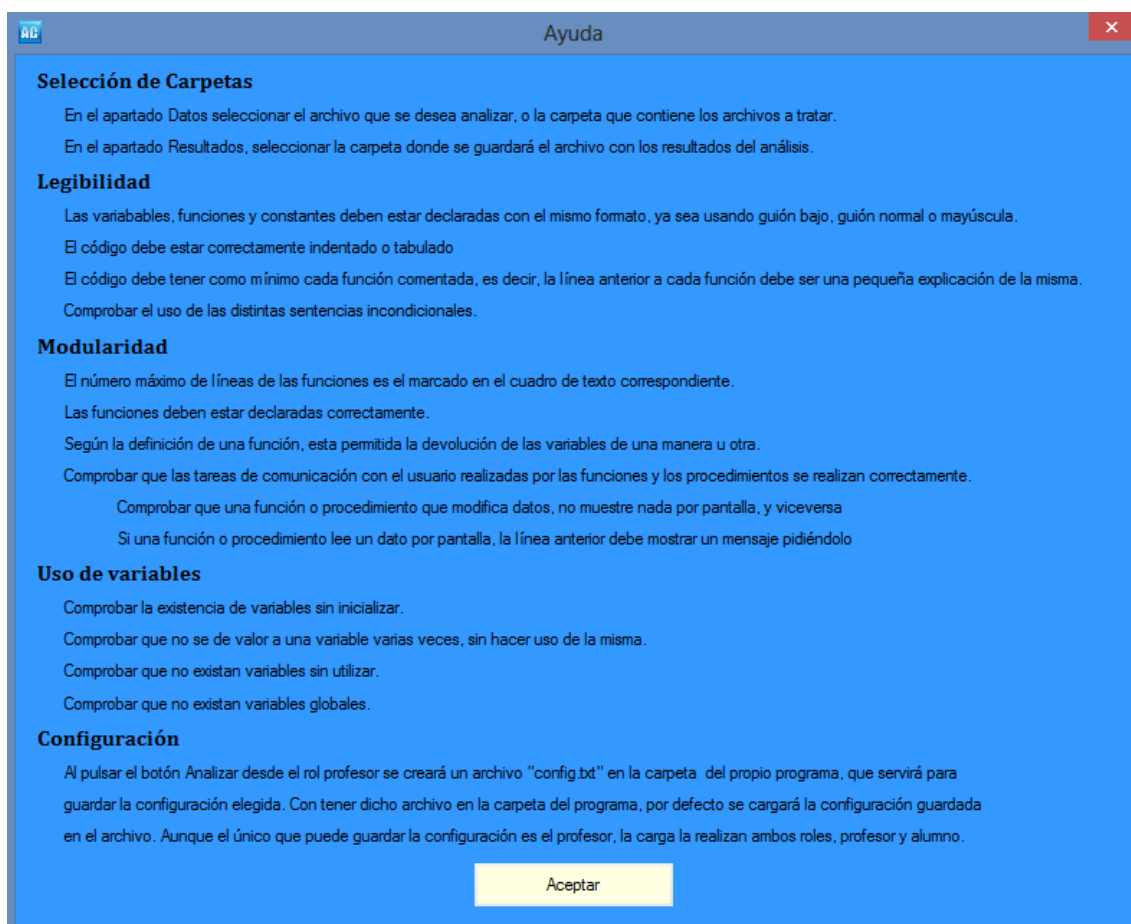 AC
Ayuda
Selección de Carpetas
En el apartado Datos seleccionar el archivo que se desea analizar, o la carpeta que contiene los archivos a tratar.
En el apartado Resultados, seleccionar la carpeta donde se guardará el archivo con los resultados del análisis.
Legibilidad
Las variabables, funciones y constantes deben estar declaradas con el mismo formato, ya sea usando guión bajo, guión normal o mayúscula.
El código debe estar correctamente indentado o tabulado
El código debe tener como mínimo cada función comentada, es decir, la línea anterior a cada función debe ser una pequeña explicación de la misma.
Comprobar el uso de las distintas sentencias incondicionales.
Modularidad
El número máximo de líneas de las funciones es el marcado en el cuadro de texto correspondiente.
Las funciones deben estar declaradas correctamente.
Según la definición de una función, esta permitida la devolución de las variables de una manera u otra.
Comprobar que las tareas de comunicación con el usuario realizadas por las funciones y los procedimientos se realizan correctamente.
Comprobar que una función o procedimiento que modifica datos, no muestre nada por pantalla, y viceversa
Si una función o procedimiento lee un dato por pantalla, la línea anterior debe mostrar un mensaje pidiéndolo
Uso de variables
Comprobar la existencia de variables sin inicializar.
Comprobar que no se de valor a una variable varias veces, sin hacer uso de la misma.
Comprobar que no existan variables sin utilizar.
Comprobar que no existan variables globales.
Configuración
Al pulsar el botón Analizar desde el rol profesor se creará un archivo "config.txt" en la carpeta del propio programa, que servirá para
guardar la configuración elegida. Con tener dicho archivo en la carpeta del programa, por defecto se cargará la configuración guardada
en el archivo. Aunque el único que puede guardar la configuración es el profesor, la carga la realizan ambos roles, profesor y alumno.
Aceptar